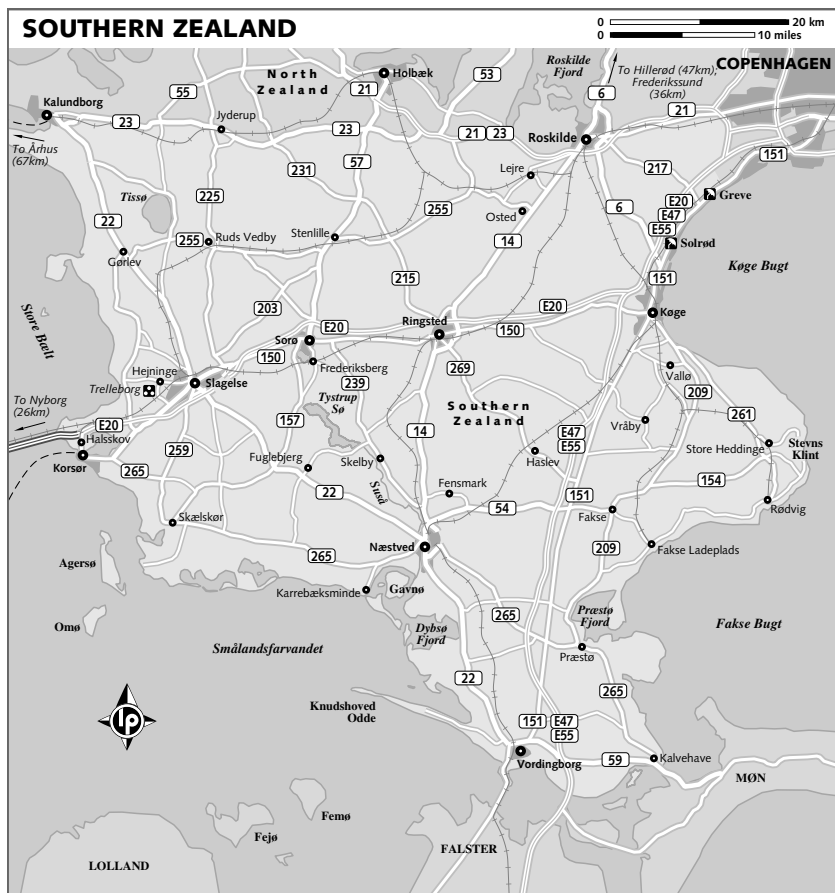 SOUTHERN ZEALAND
0 20 km
0 10 miles
COPENHAGEN
North
Zealand
Holbæk
Roskilde
Fjord
To Hillerød (47km);
Frederikssund
(36km)
55
21
53
6
21
Kalundborg
23
Jyderup
23
21
23
Roskilde
151
To Århus
(67km)
57
231
Lejre
217
Tissø
225
E20
Greve
22
255
Osted
6
E47
255
Ruds Vedby
Stenlille
14
E55
Solrød
Gørlev
215
151
Køge Bugt
Store Bælt
203
E20
Køge
Sorø
E20
Ringsted
150
150
Frederiksberg
269
Vallø
Hejninge
Trelleborg
Slagelse
239
209
To Nyborg
(26km)
Tystrup
Sø
Southern
Zealand
261
E20
157
14
E47
Vråby
Halsskov
259
E55
Store Heddinge
Stevns
Klint
Korsør
265
Fuglebjerg
Skelby
Haslev
22
Suså
Fensmark
151
154
54
Fakse
Rødvig
Skælskør
Næstved
209
Fakse Ladeplads
Agersø
265
Karrebæksminde
Gavnø
Præstø
Fjord
Omø
Dybsø
Fjord
265
Fakse Bugt
Smålandsfarvandet
Præstø
22
265
Knudshoved
Odde
151
E47
E55
lp
Vordingborg
59
Kalvehave
MØN
Femø
Fejø
FALSTER
LOLLAND